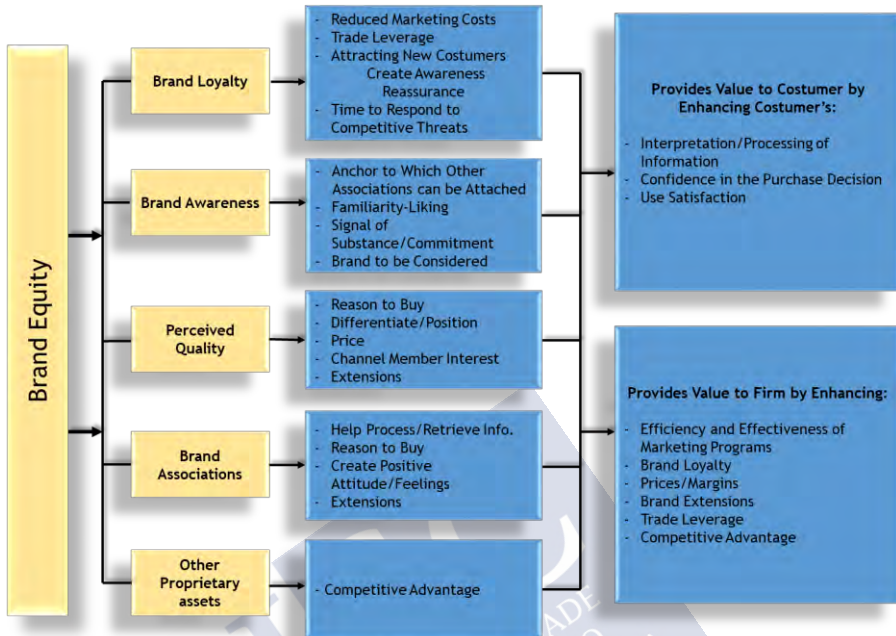 Brand Equity
Brand Loyalty
- Reduced Marketing Costs
- Trade Leverage
- Attracting New Costumers
Create Awareness
Reassurance
- Time to Respond to
Competitive Threats
Brand Awareness
- Anchor to Which Other
Associations can be Attached
- Familiarity-Liking
- Signal of
Substance/Commitment
- Brand to be Considered
Perceived
Quality
- Reason to Buy
- Differentiate/Position
- Price
- Channel Member Interest
- Extensions
Brand
Associations
- Help Process/Retrieve Info.
- Reason to Buy
- Create Positive
Attitude/Feelings
- Extensions
Other
Proprietary
assets
- Competitive Advantage
Provides Value to Costumer by
Enhancing Costumer's:
- Interpretation/Processing of
Information
- Confidence in the Purchase Decision
- Use Satisfaction
Provides Value to Firm by Enhancing:
- Efficiency and Effectiveness of
Marketing Programs
- Brand Loyalty
- Prices/Margins
- Brand Extensions
- Trade Leverage
- Competitive Advantage